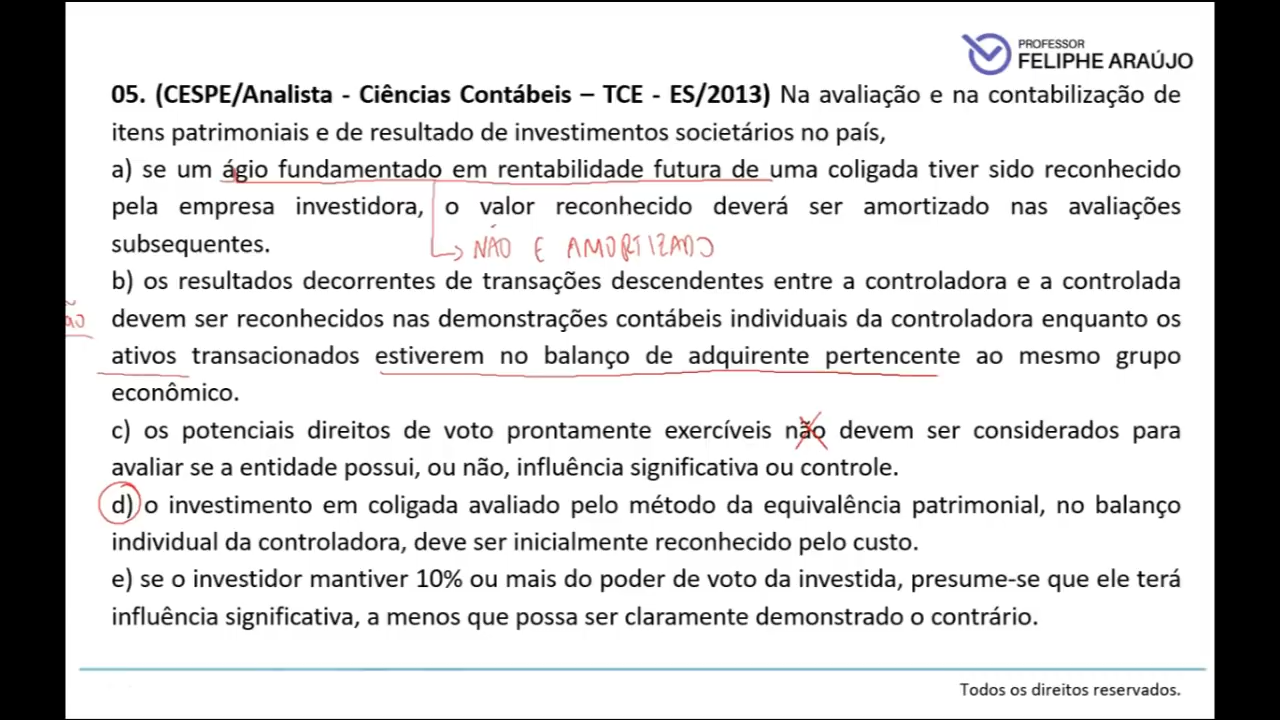 PROFESSOR
FELIPHE ARAÚJO
05. (CESPE/Analista - Ciências Contábeis – TCE - ES/2013) Na avaliação e na contabilização de
itens patrimoniais e de resultado de investimentos societários no país,
a) se um ágio fundamentado em rentabilidade futura de uma coligada tiver sido reconhecido
pela empresa investidora, o valor reconhecido deverá ser amortizado nas avaliações
subsequentes.
NÃO E AMORTIZADO
b) os resultados decorrentes de transações descendentes entre a controladora e a controlada
devem ser reconhecidos nas demonstrações contábeis individuais da controladora enquanto os
ativos transacionados estiverem no balanço de adquirente pertencente ao mesmo grupo
econômico.
c) os potenciais direitos de voto prontamente exercíveis não devem ser considerados para
avaliar se a entidade possui, ou não, influência significativa ou controle.
d) o investimento em coligada avaliado pelo método da equivalência patrimonial, no balanço
individual da controladora, deve ser inicialmente reconhecido pelo custo.
e) se o investidor mantiver 10% ou mais do poder de voto da investida, presume-se que ele terá
influência significativa, a menos que possa ser claramente demonstrado o contrário.
Todos os direitos reservados.